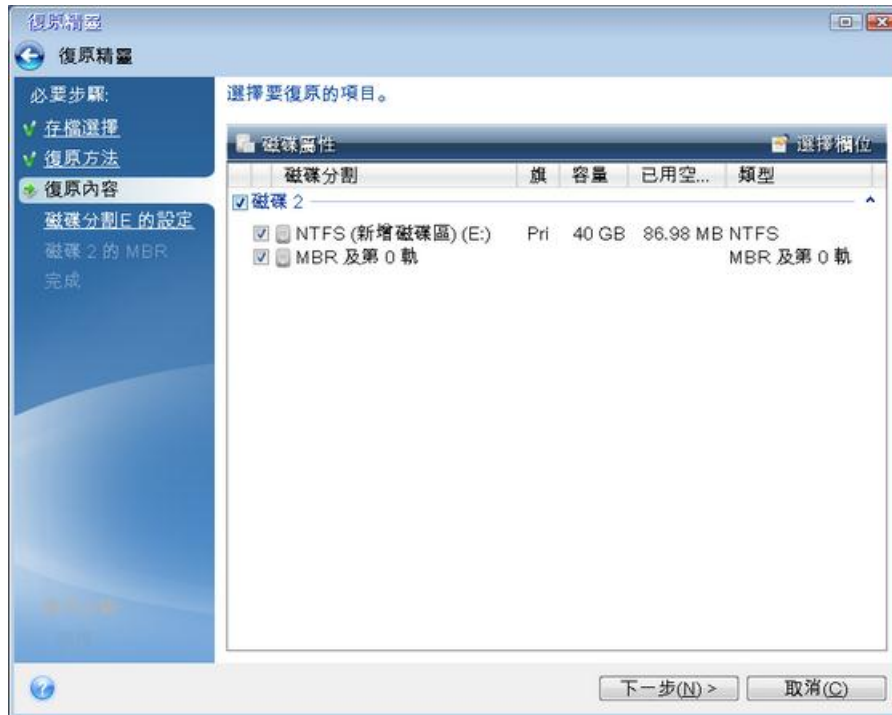 復原精靈
復原精靈
必要步驟:
存檔選擇
復原方法
復原內容
磁碟分割E 的設定
磁碟 2 的 MBR
完成
選擇要復原的項目。
磁碟屬性 選擇欄位
磁碟分割 旗 容量 已用空... 類型
磁碟 2
NTFS (新增磁碟區) (E:) Pri 40 GB 86.98 MB NTFS
MBR 及第 0 軌 MBR 及第 0 軌
下一步(N) > 取消(C)